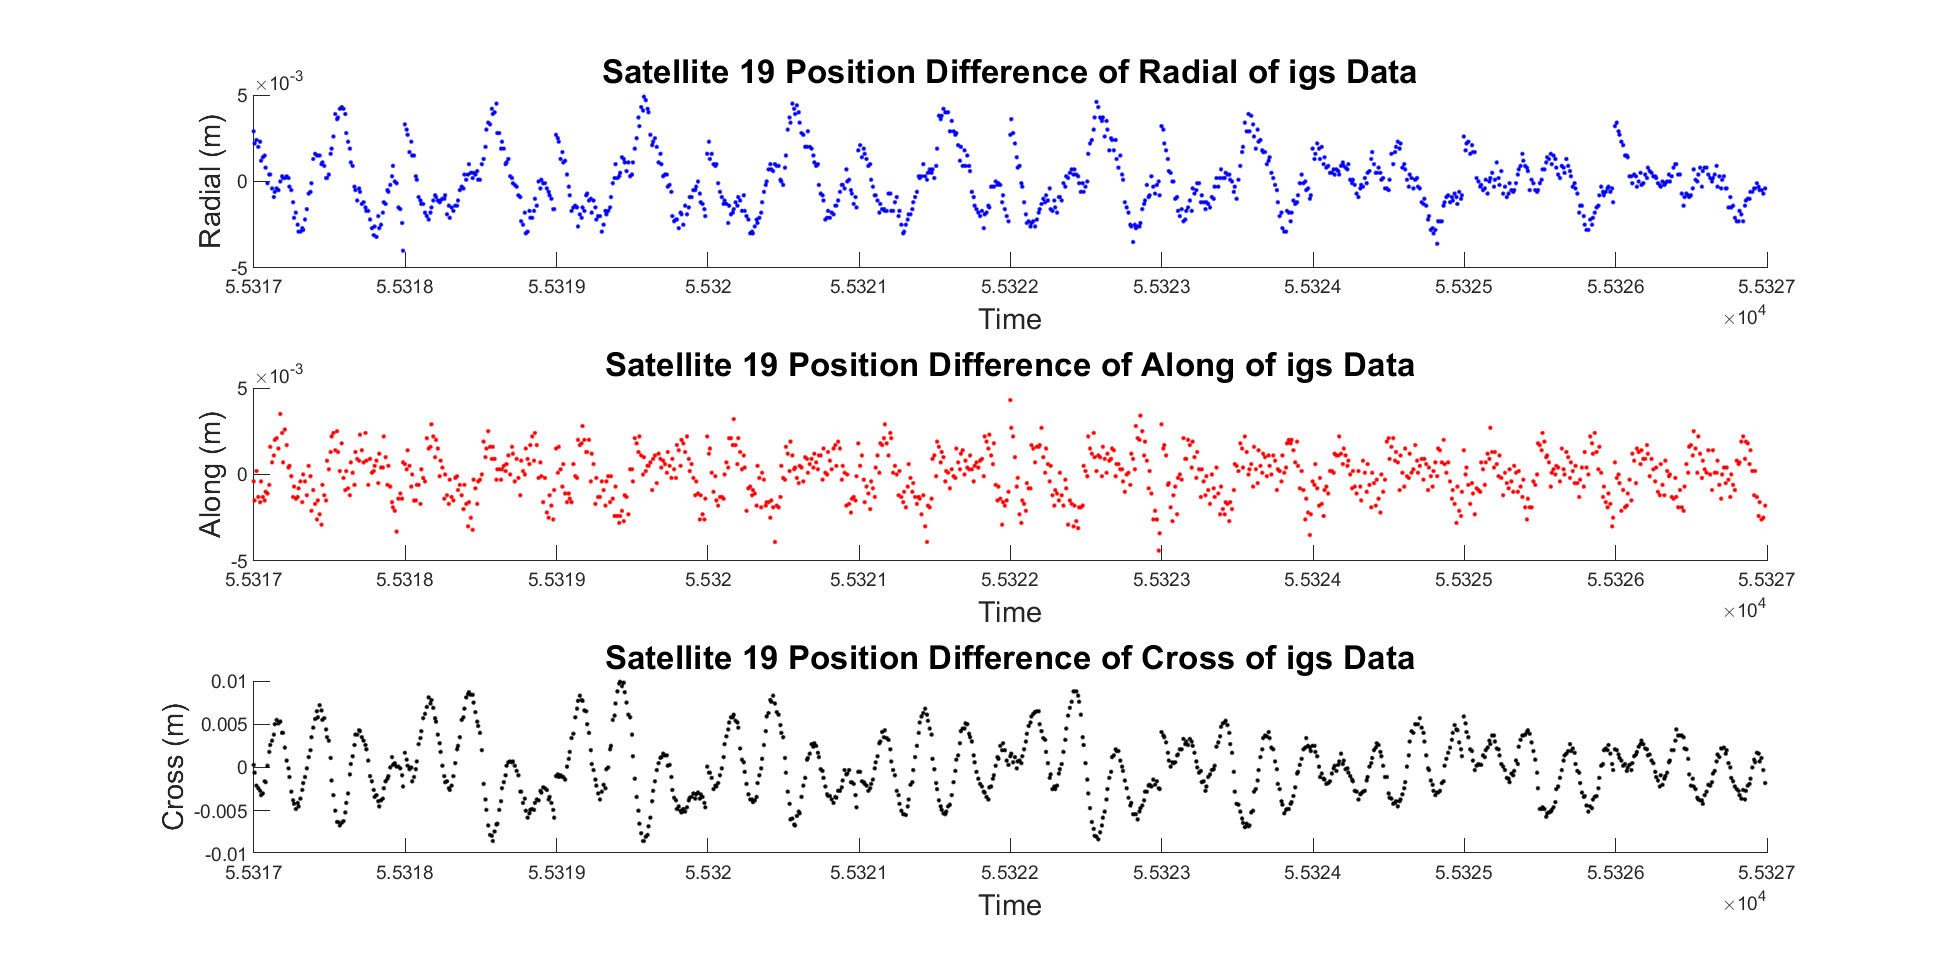 Satellite 19 Position Difference of Radial of igs Data
×10-3
5
0
-5
Radial (m)
5.5317 5.5318 5.5319 5.532 5.5321 5.5322 5.5323 5.5324 5.5325 5.5326 5.5327
Time
×104
Satellite 19 Position Difference of Along of igs Data
×10-3
5
0
-5
Along (m)
5.5317 5.5318 5.5319 5.532 5.5321 5.5322 5.5323 5.5324 5.5325 5.5326 5.5327
Time
×104
Satellite 19 Position Difference of Cross of igs Data
0.01
0.005
0
-0.005
-0.01
Cross (m)
5.5317 5.5318 5.5319 5.532 5.5321 5.5322 5.5323 5.5324 5.5325 5.5326 5.5327
Time
×104